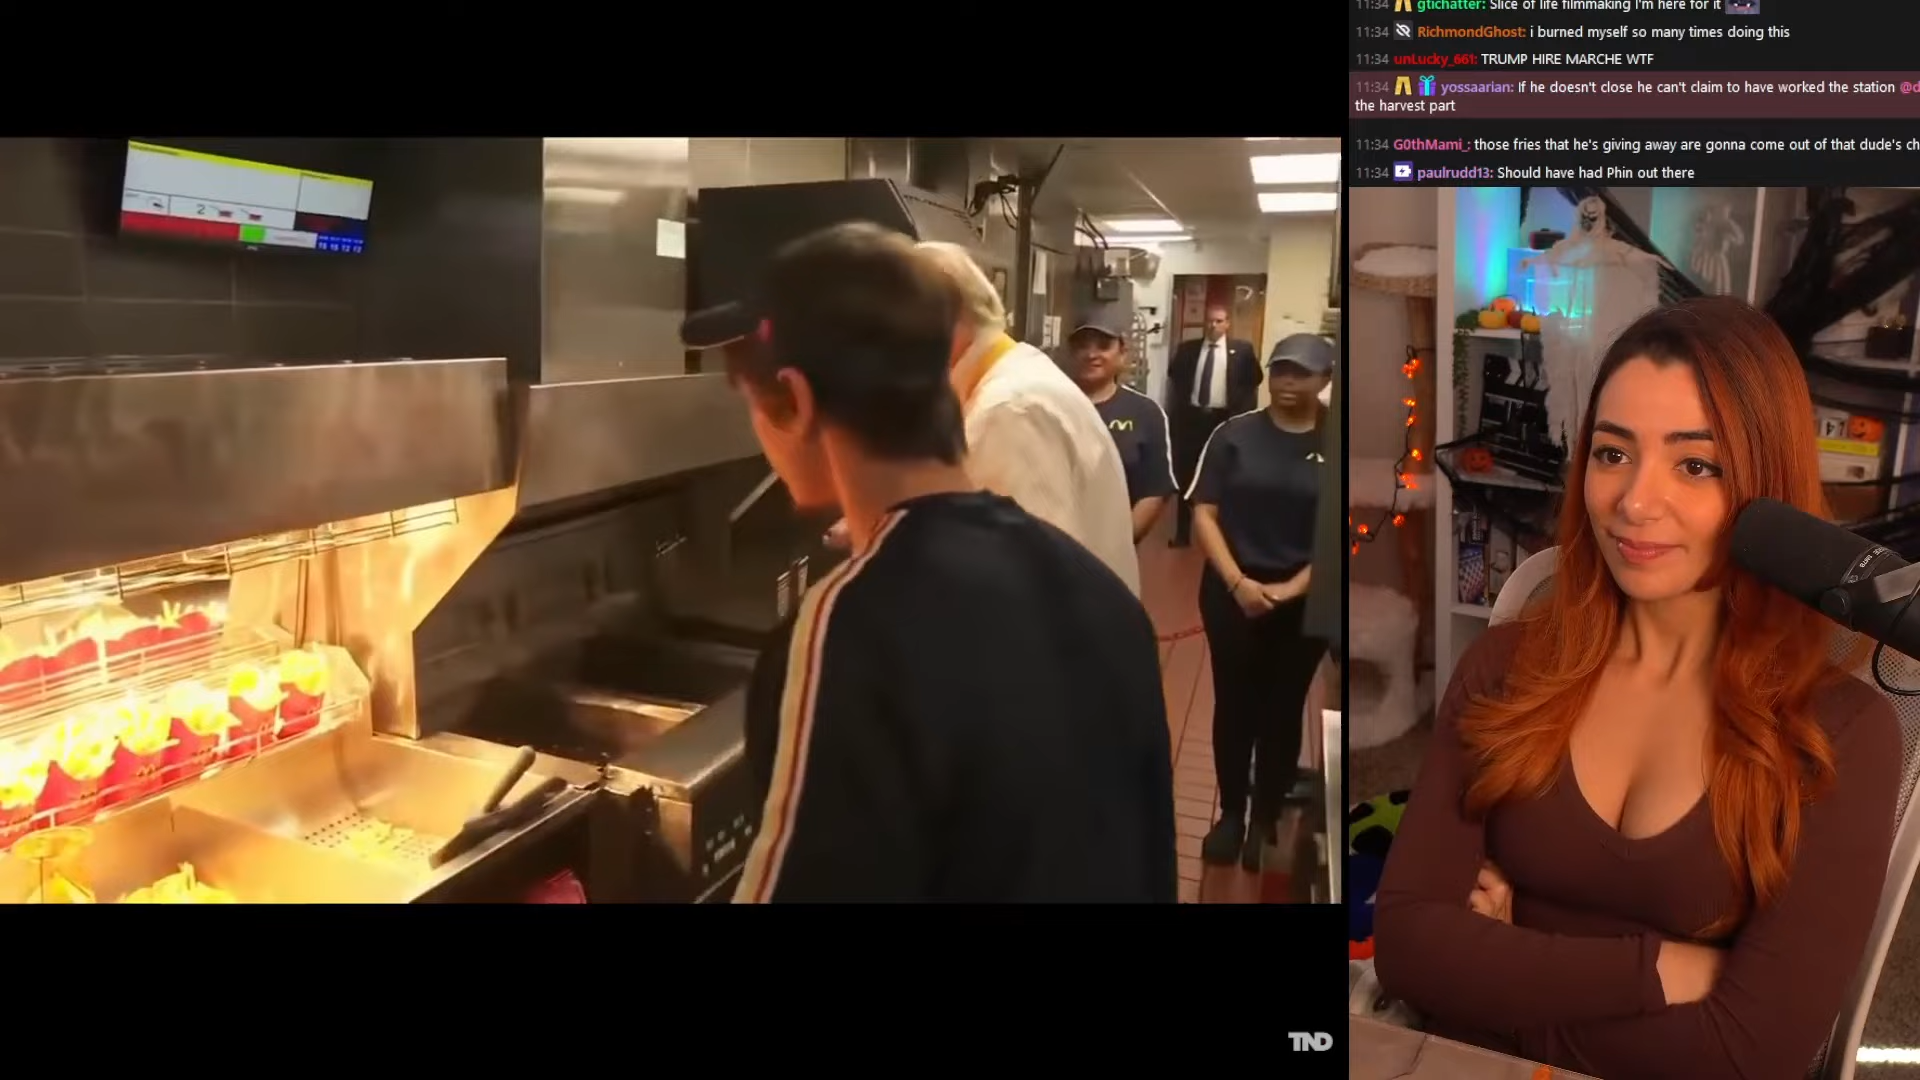 11:34 gtichatter: Slice of life filmmaking I'm here for it
11:34 RichmondGhost: i burned myself so many times doing this
11:34 unLucky_661: TRUMP HIRE MARCHE WTF
11:34 yossaarian: If he doesn't close he can't claim to have worked the station @d
the harvest part
11:34 G0thMami_: those fries that he's giving away are gonna come out of that dude's ch
11:34 paulrudd13: Should have had Phin out there
2
14
TND